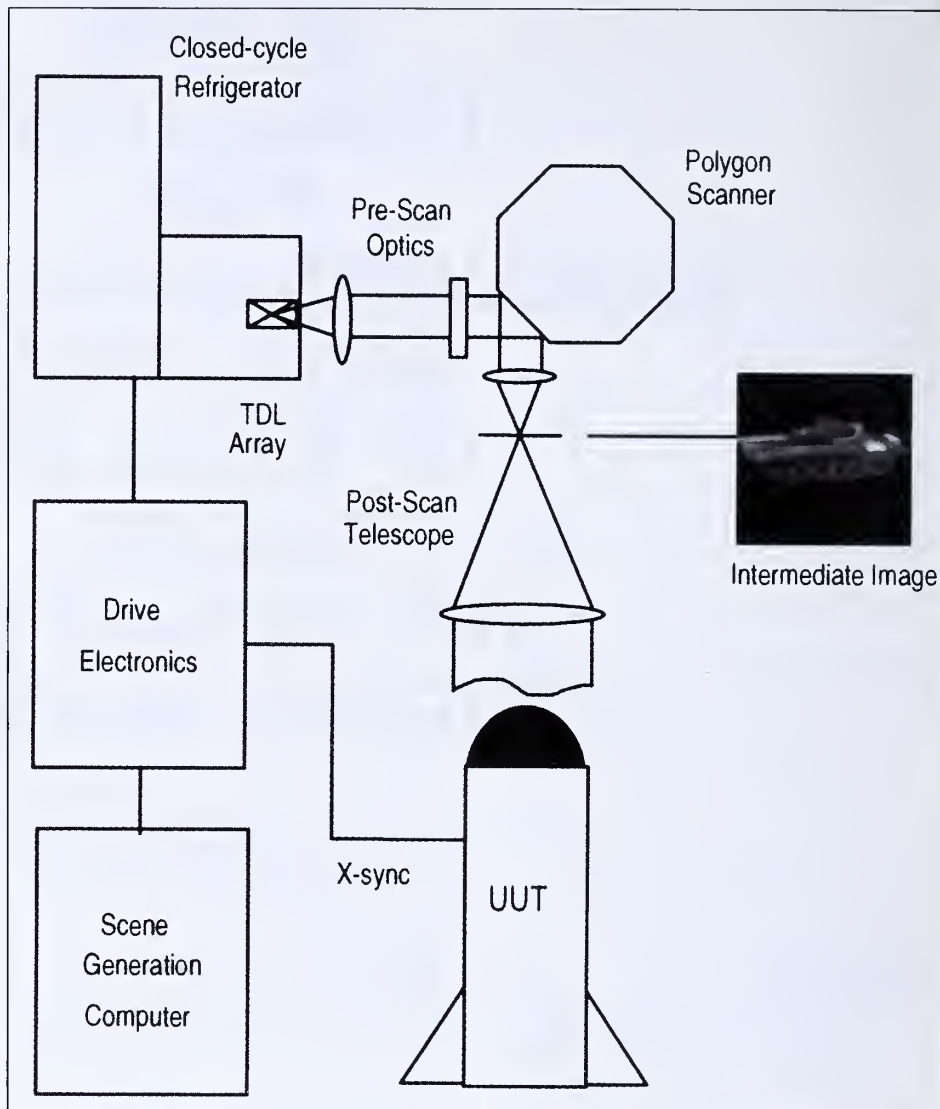 Closed-cycle
Refrigerator
Polygon
Scanner
Pre-Scan
Optics
TDL
Array
Post-Scan
Telescope
Intermediate Image
Drive
Electronics
X-sync
UUT
Scene
Generation
Computer